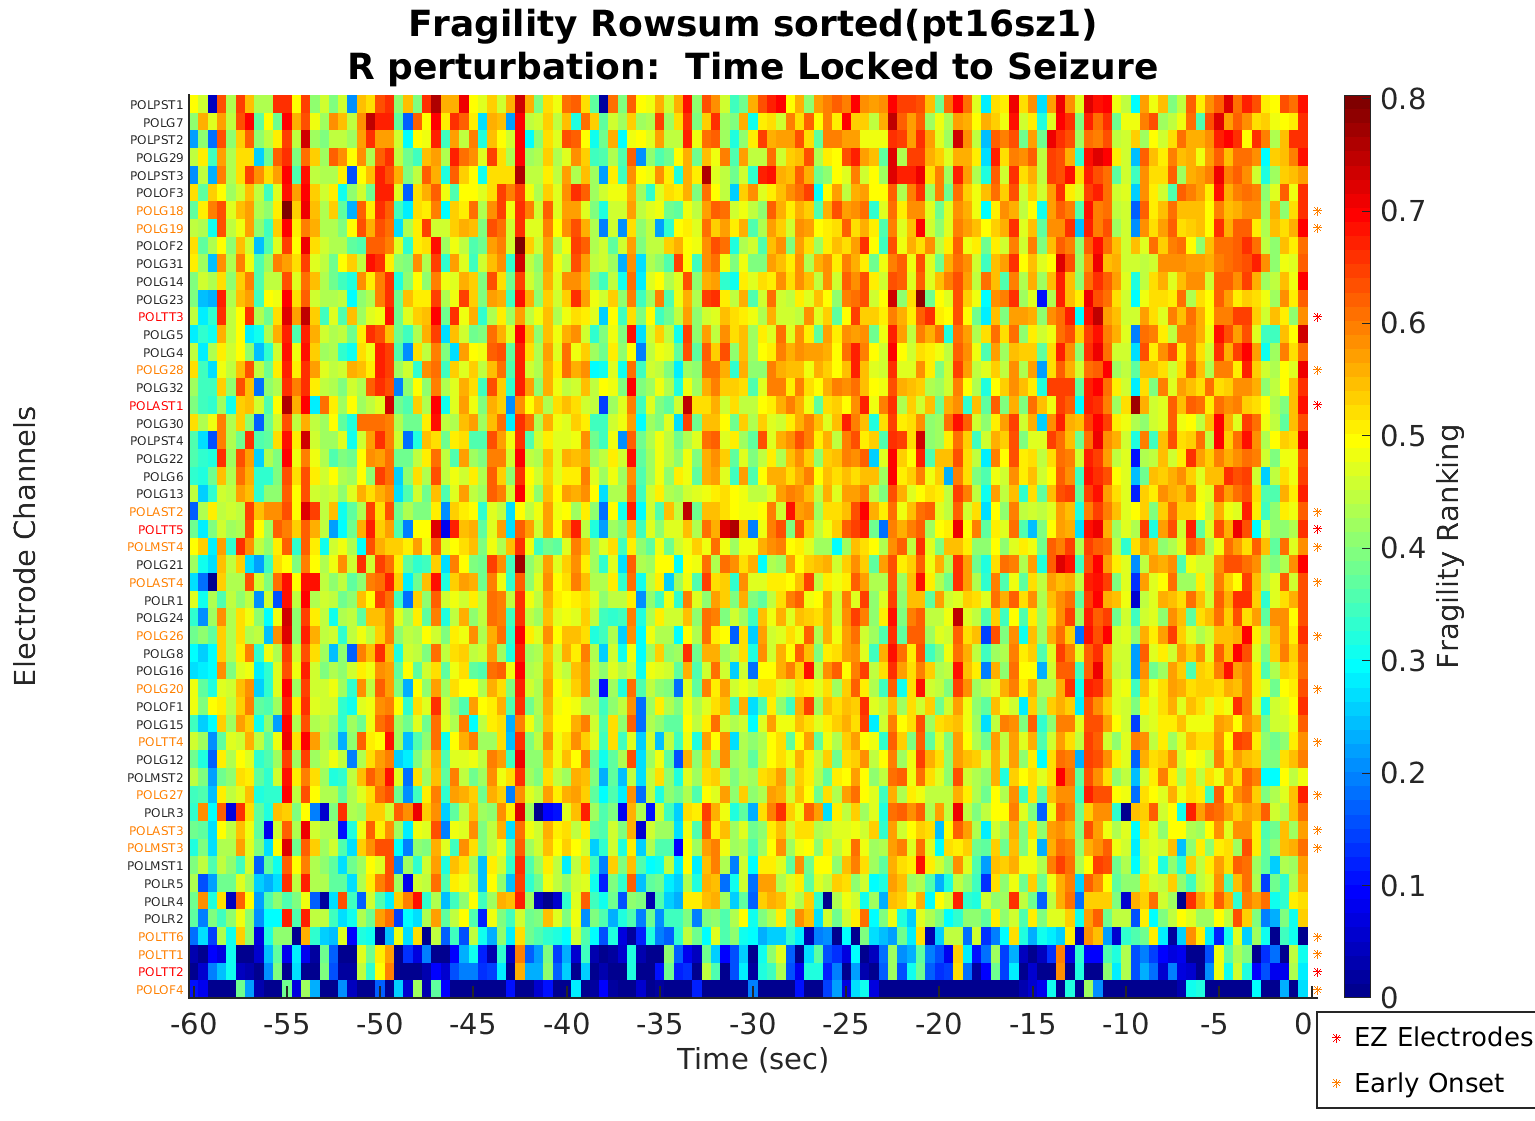 Fragility Rowsum sorted(pt16sz1)
R perturbation:  Time Locked to Seizure
Electrode Channels
POLPST1
POLG7
POLPST2
POLG29
POLPST3
POLOF3
POLG18
POLG19
POLOF2
POLG31
POLG14
POLG23
POLTT3
POLG5
POLG4
POLG28
POLG32
POLAST1
POLG30
POLPST4
POLG22
POLG6
POLG13
POLAST2
POLTT5
POLMST4
POLG21
POLAST4
POLR1
POLG24
POLG26
POLG8
POLG16
POLG20
POLOF1
POLG15
POLTT4
POLG12
POLMST2
POLG27
POLR3
POLAST3
POLMST3
POLMST1
POLR5
POLR4
POLR2
POLTT6
POLTT1
POLTT2
POLOF4
-60 -55 -50 -45 -40 -35 -30 -25 -20 -15 -10 -5 0
Time (sec)
0.8
0.7
0.6
0.5
0.4
0.3
0.2
0.1
0
Fragility Ranking
EZ Electrodes
Early Onset